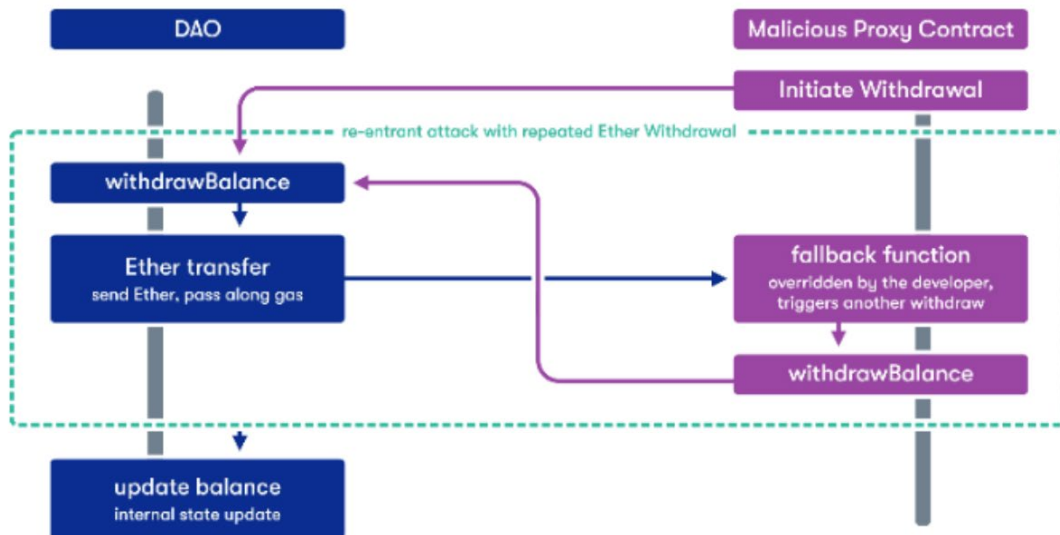 DAO
Malicious Proxy Contract
Initiate Withdrawal
re-entrant attack with repeated Ether Withdrawal
withdrawBalance
Ether transfer
send Ether, pass along gas
fallback function
overridden by the developer,
triggers another withdraw
withdrawBalance
update balance
internal state update